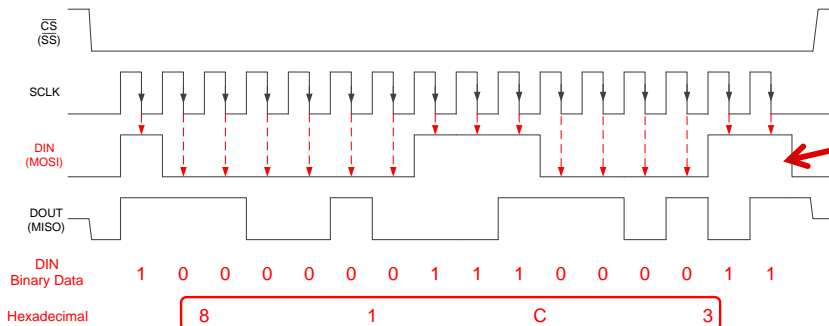 CS
(SS)
SCLK
DIN
(MOSI)
DOUT
(MISO)
DIN
Binary Data
1 0 0 0 0 0 0 1 1 1 0 0 0 0 1 1
Hexadecimal
8 1 C 3